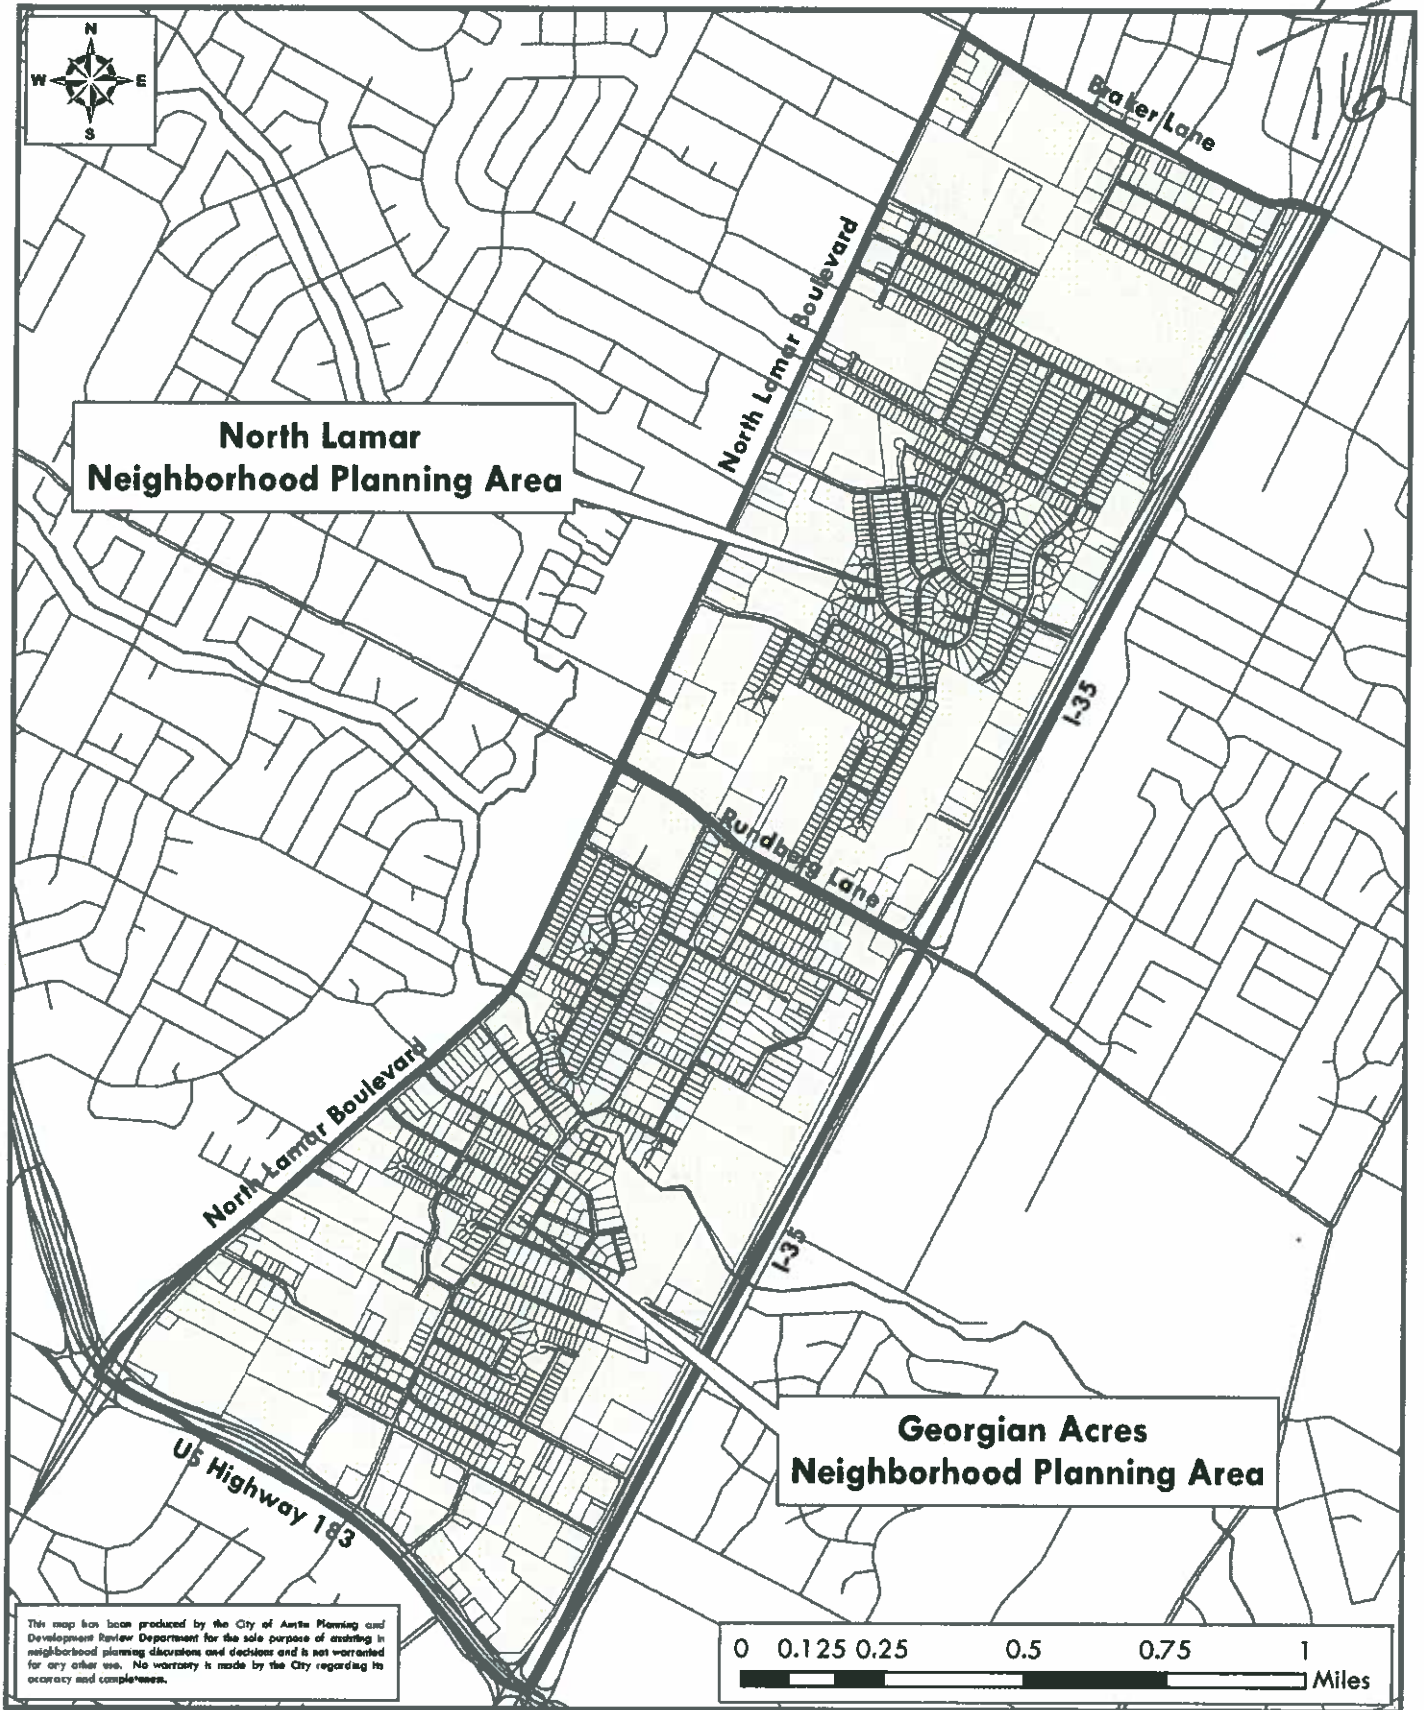 N
W E
S
Braker Lane
North Lamar Boulevard
North Lamar
Neighborhood Planning Area
I-35
Rundberg Lane
North Lamar Boulevard
I-35
Georgian Acres
Neighborhood Planning Area
US Highway 183
This map has been produced by the City of Austin Planning and
Development Review Department for the sole purpose of assisting in
neighborhood planning discussions and decisions and is not warranted
for any other use. No warranty is made by the City regarding its
accuracy and completeness.
0 0.125 0.25 0.5 0.75 1
Miles